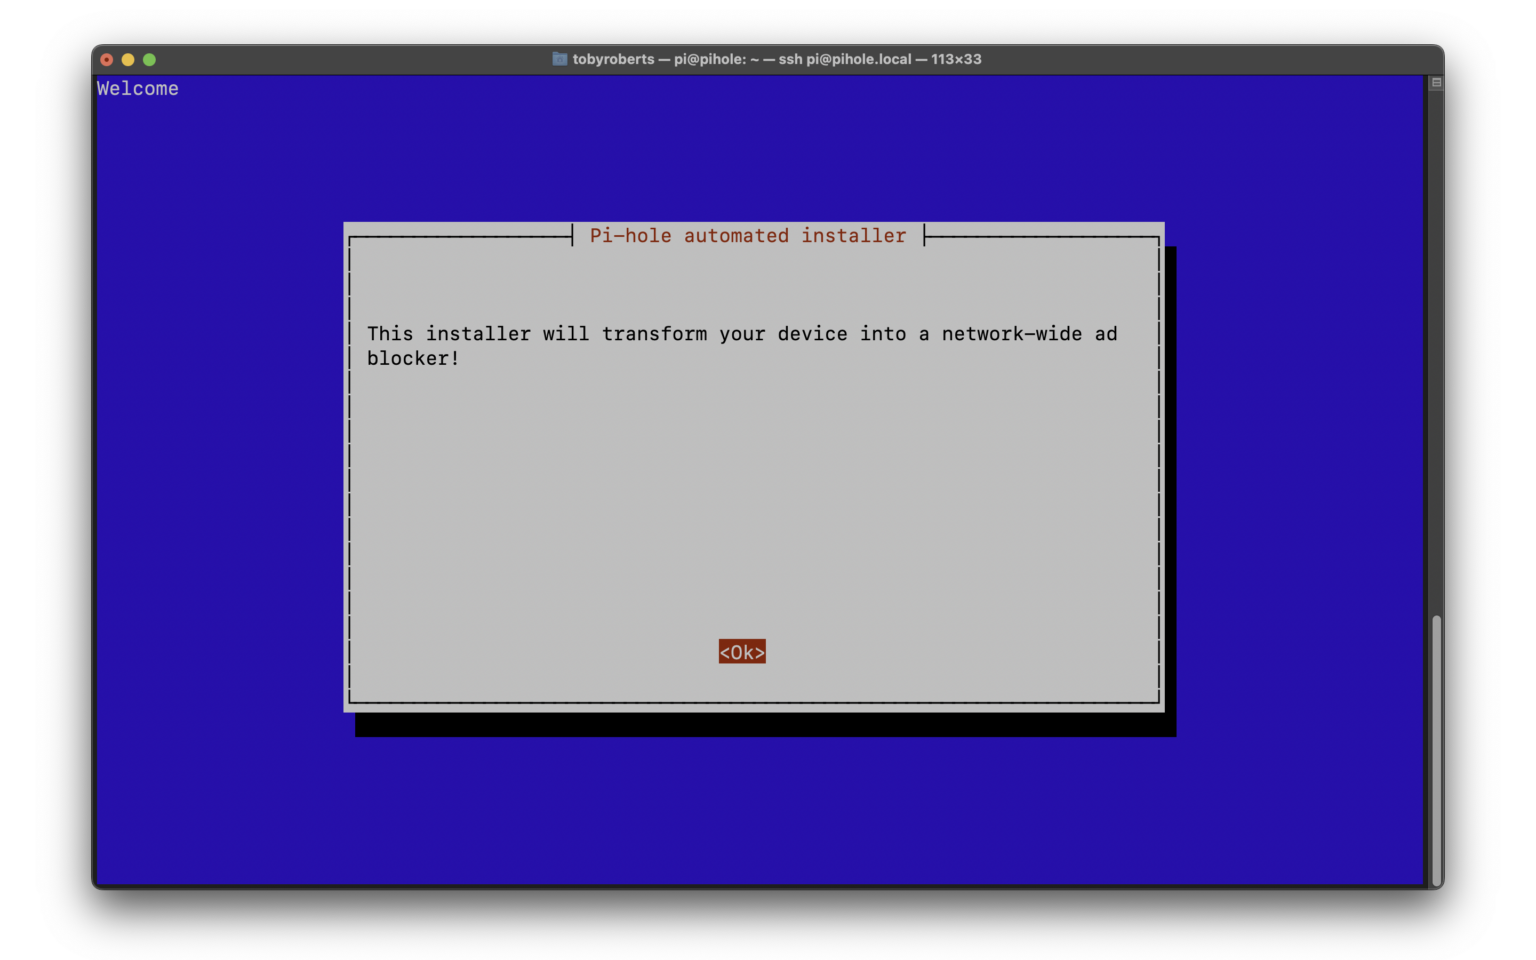 tobyroberts — pi@pihole: ~ — ssh pi@pihole.local — 113×33
Welcome
Pi-hole automated installer
This installer will transform your device into a network-wide ad
blocker!
<Ok>